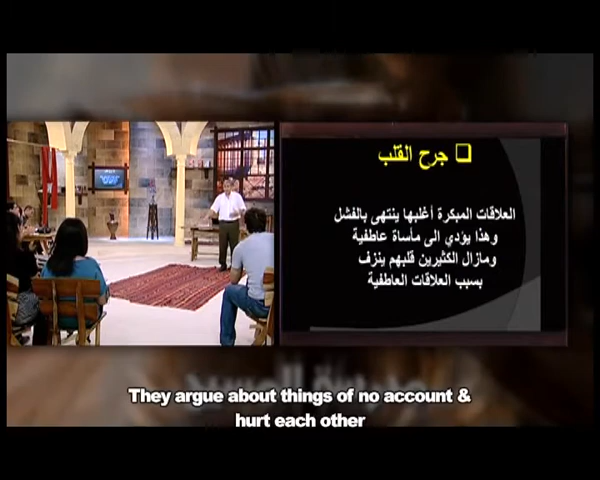 جرح القلب
العلاقات المبكرة أغلبها ينتهى بالفشل
وهذا يؤدي الى مأساة عاطفية
ومازال الكثيرين قلبهم ينزف
بسبب العلاقات العاطفية
They argue about things of no account &
hurt each other